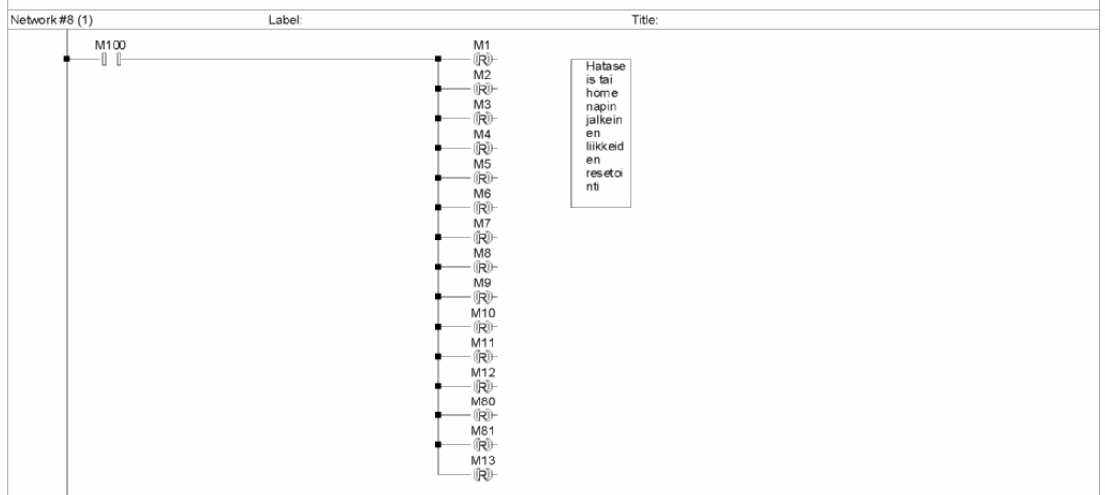 Network #8 (1) Label: Title:
M100
M1
(R)
M2
(R)
M3
(R)
M4
(R)
M5
(R)
M6
(R)
M7
(R)
M8
(R)
M9
(R)
M10
(R)
M11
(R)
M12
(R)
M80
(R)
M81
(R)
M13
(R)
Hatase
is tai
home
napin
jalkein
en
liikkeid
en
resetoi
nti